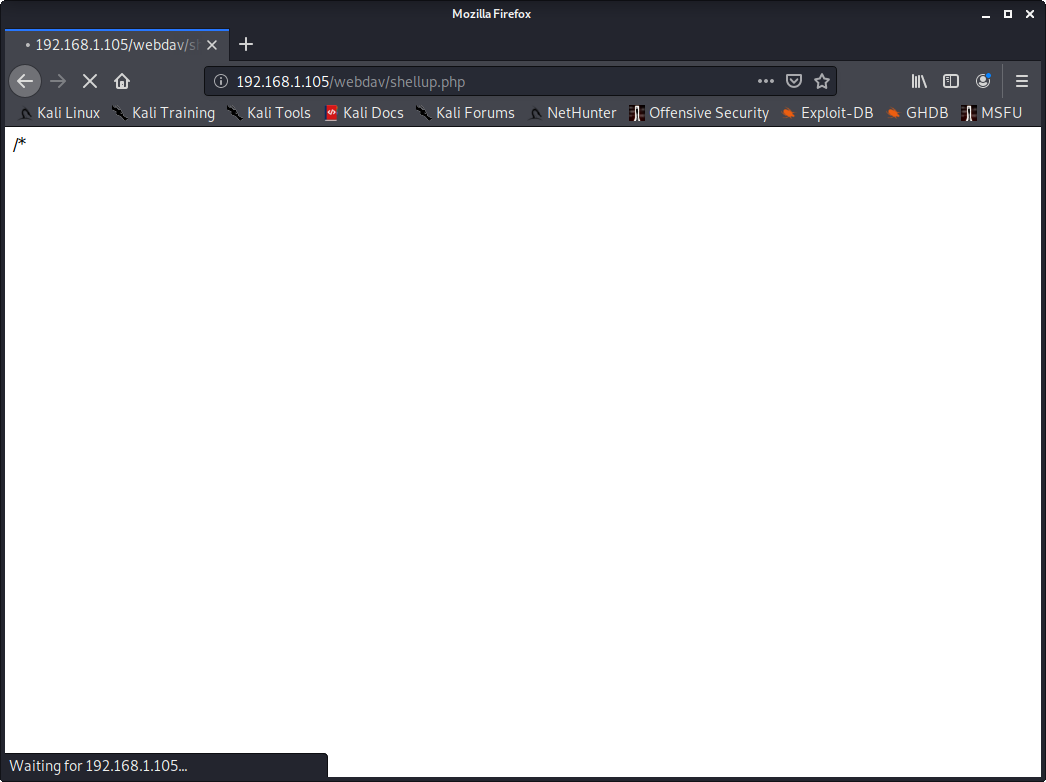 Mozilla Firefox
192.168.1.105/webdav/sh
192.168.1.105/webdav/shellup.php
Kali Linux Kali Training Kali Tools Kali Docs Kali Forums NetHunter Offensive Security Exploit-DB GHDB MSFU
/*
Waiting for 192.168.1.105...